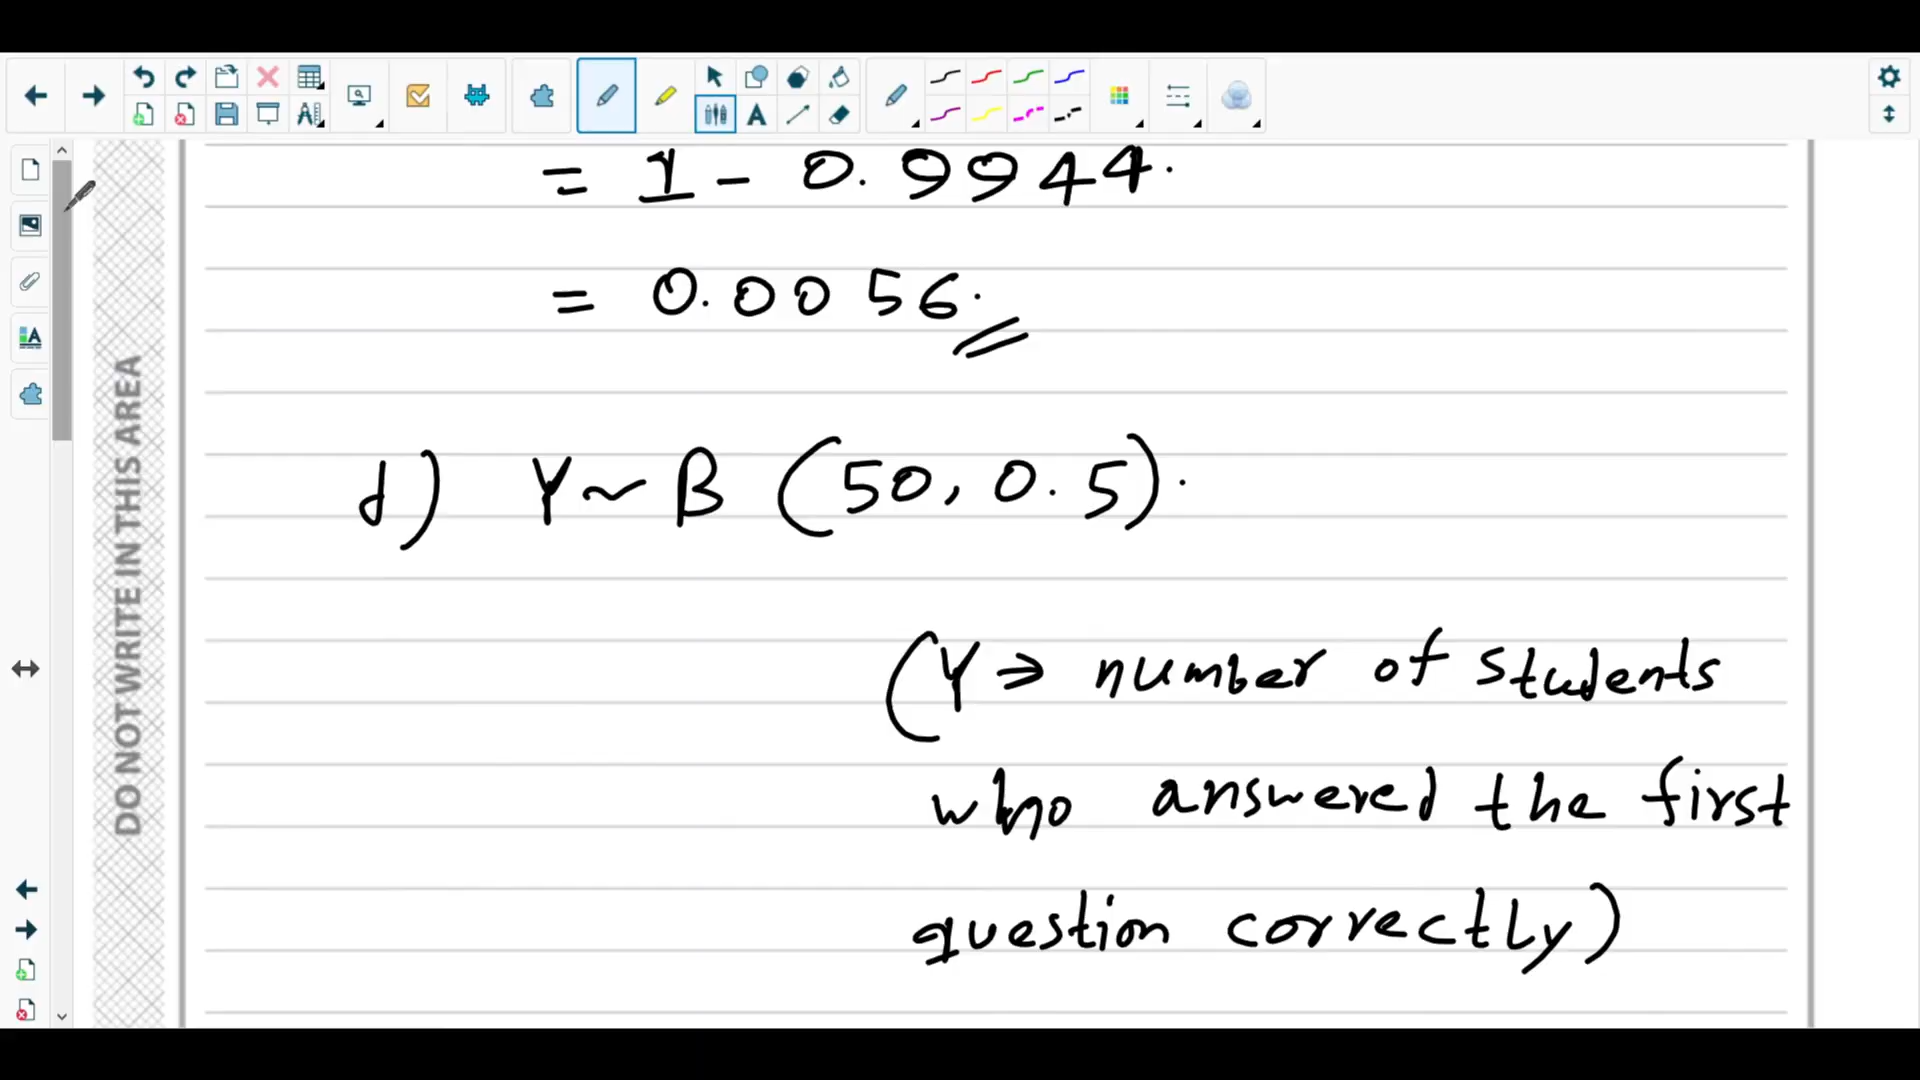 = 1 - 0.9944.
= 0.0056.
d) Y ~ B (50, 0.5).
(Y → number of students
who answered the first
question correctly)
DO NOT WRITE IN THIS AREA